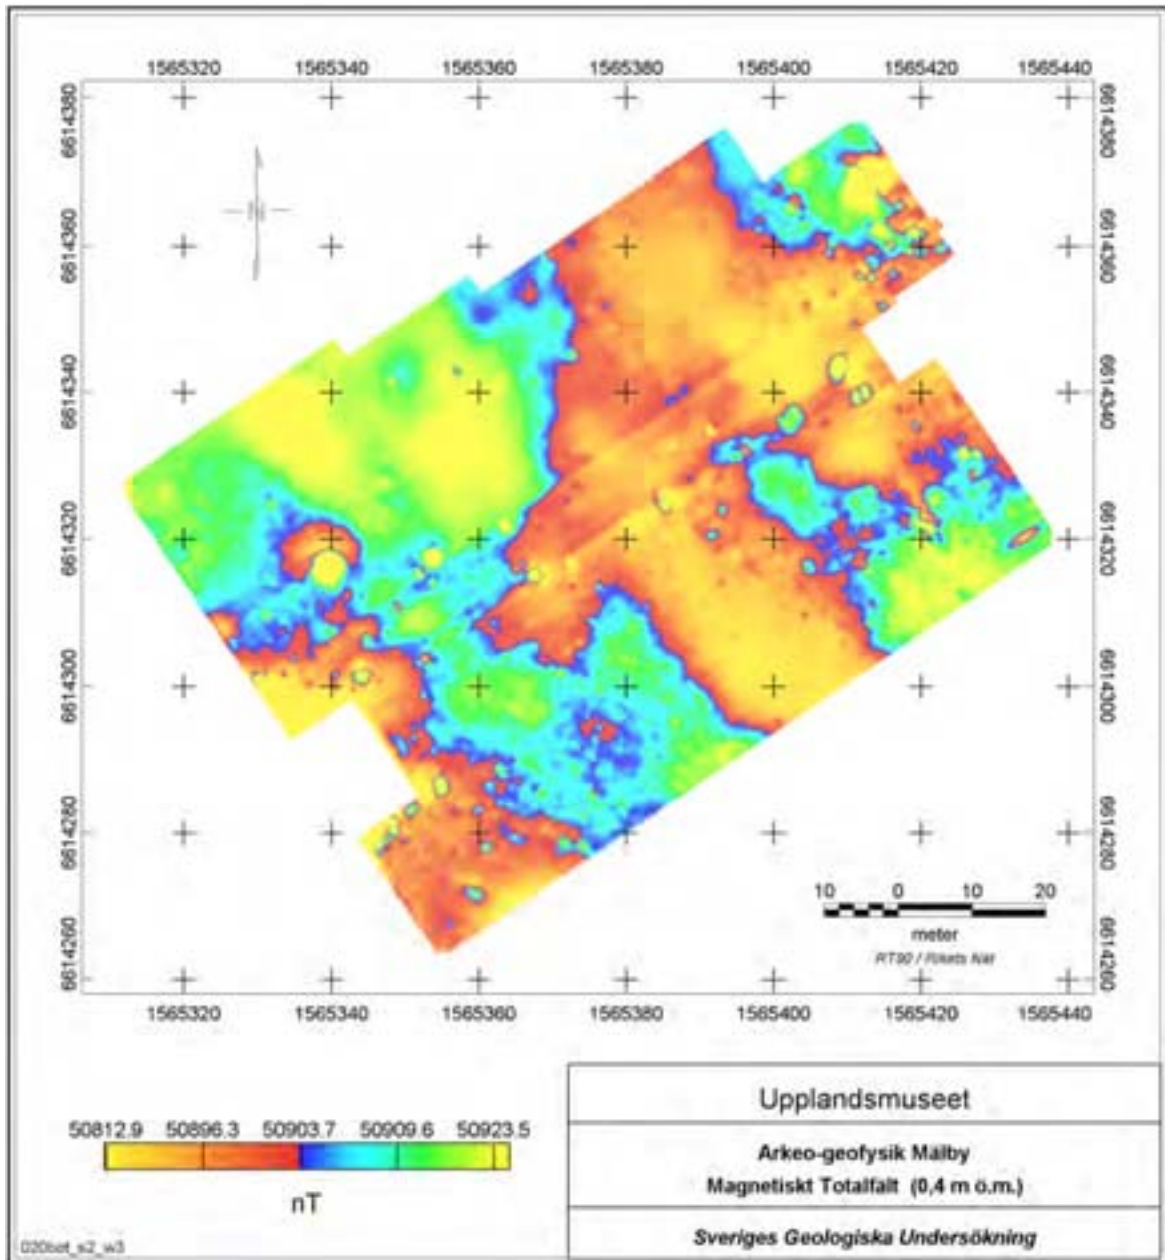 1565320 1565340 1565360 1565380 1565400 1565420 1565440
6614380 6614380
6614360 6614360
6614340 6614340
6614320 6614320
6614300 6614300
6614280 6614280
6614260 6614260
10 0 10 20
meter
RT90 / Rikets Nät
1565320 1565340 1565360 1565380 1565400 1565420 1565440
50812.9 50896.3 50903.7 50909.6 50923.5
nT
Upplandsmuseet
Arkeo-geofysik Mälby
Magnetiskt Totalfält (0,4 m ö.m.)
Sveriges Geologiska Undersökning